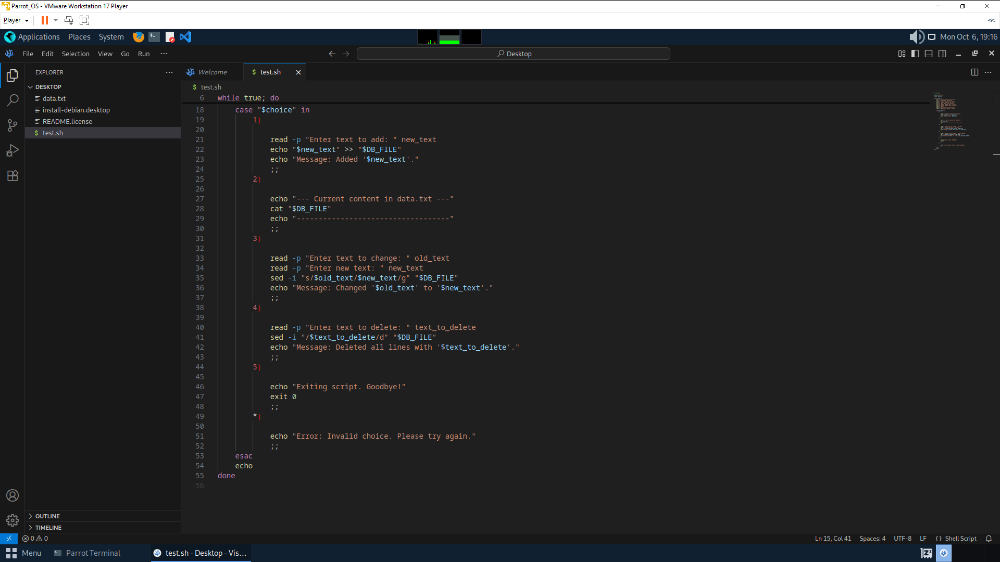 Parrot_OS - VMware Workstation 17 Player
Player
Applications Places System
Mon Oct 6, 19:16
File Edit Selection View Go Run ···
Desktop
EXPLORER
Welcome
$ test.sh
DESKTOP
$ test.sh
data.txt
install-debian.desktop
README.license
$ test.sh
6 while true; do
18 case "$choice" in
19 1)
20
21 read -p "Enter text to add: " new_text
22 echo "$new_text" >> "$DB_FILE"
23 echo "Message: Added '$new_text'."
24 ;;
25 2)
26
27 echo "--- Current content in data.txt ---"
28 cat "$DB_FILE"
29 echo "-----------------------------------"
30 ;;
31 3)
32
33 read -p "Enter text to change: " old_text
34 read -p "Enter new text: " new_text
35 sed -i "s/$old_text/$new_text/g" "$DB_FILE"
36 echo "Message: Changed '$old_text' to '$new_text'."
37 ;;
38 4)
39
40 read -p "Enter text to delete: " text_to_delete
41 sed -i "/$text_to_delete/d" "$DB_FILE"
42 echo "Message: Deleted all lines with '$text_to_delete'."
43 ;;
44 5)
45
46 echo "Exiting script. Goodbye!"
47 exit 0
48 ;;
49 *)
50
51 echo "Error: Invalid choice. Please try again."
52 ;;
53 esac
54 echo
55 done
56
OUTLINE
TIMELINE
0 0
Ln 15, Col 41 Spaces: 4 UTF-8 LF {} Shell Script
Menu Parrot Terminal test.sh - Desktop - Vis...